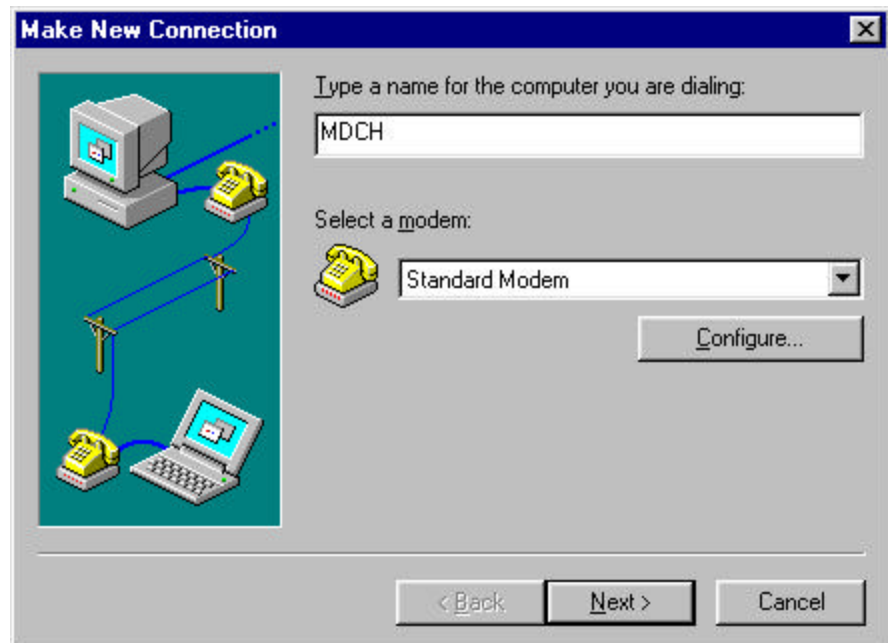 Make New Connection
Type a name for the computer you are dialing:
MDCH
Select a modem:
Standard Modem
Configure...
< Back
Next >
Cancel